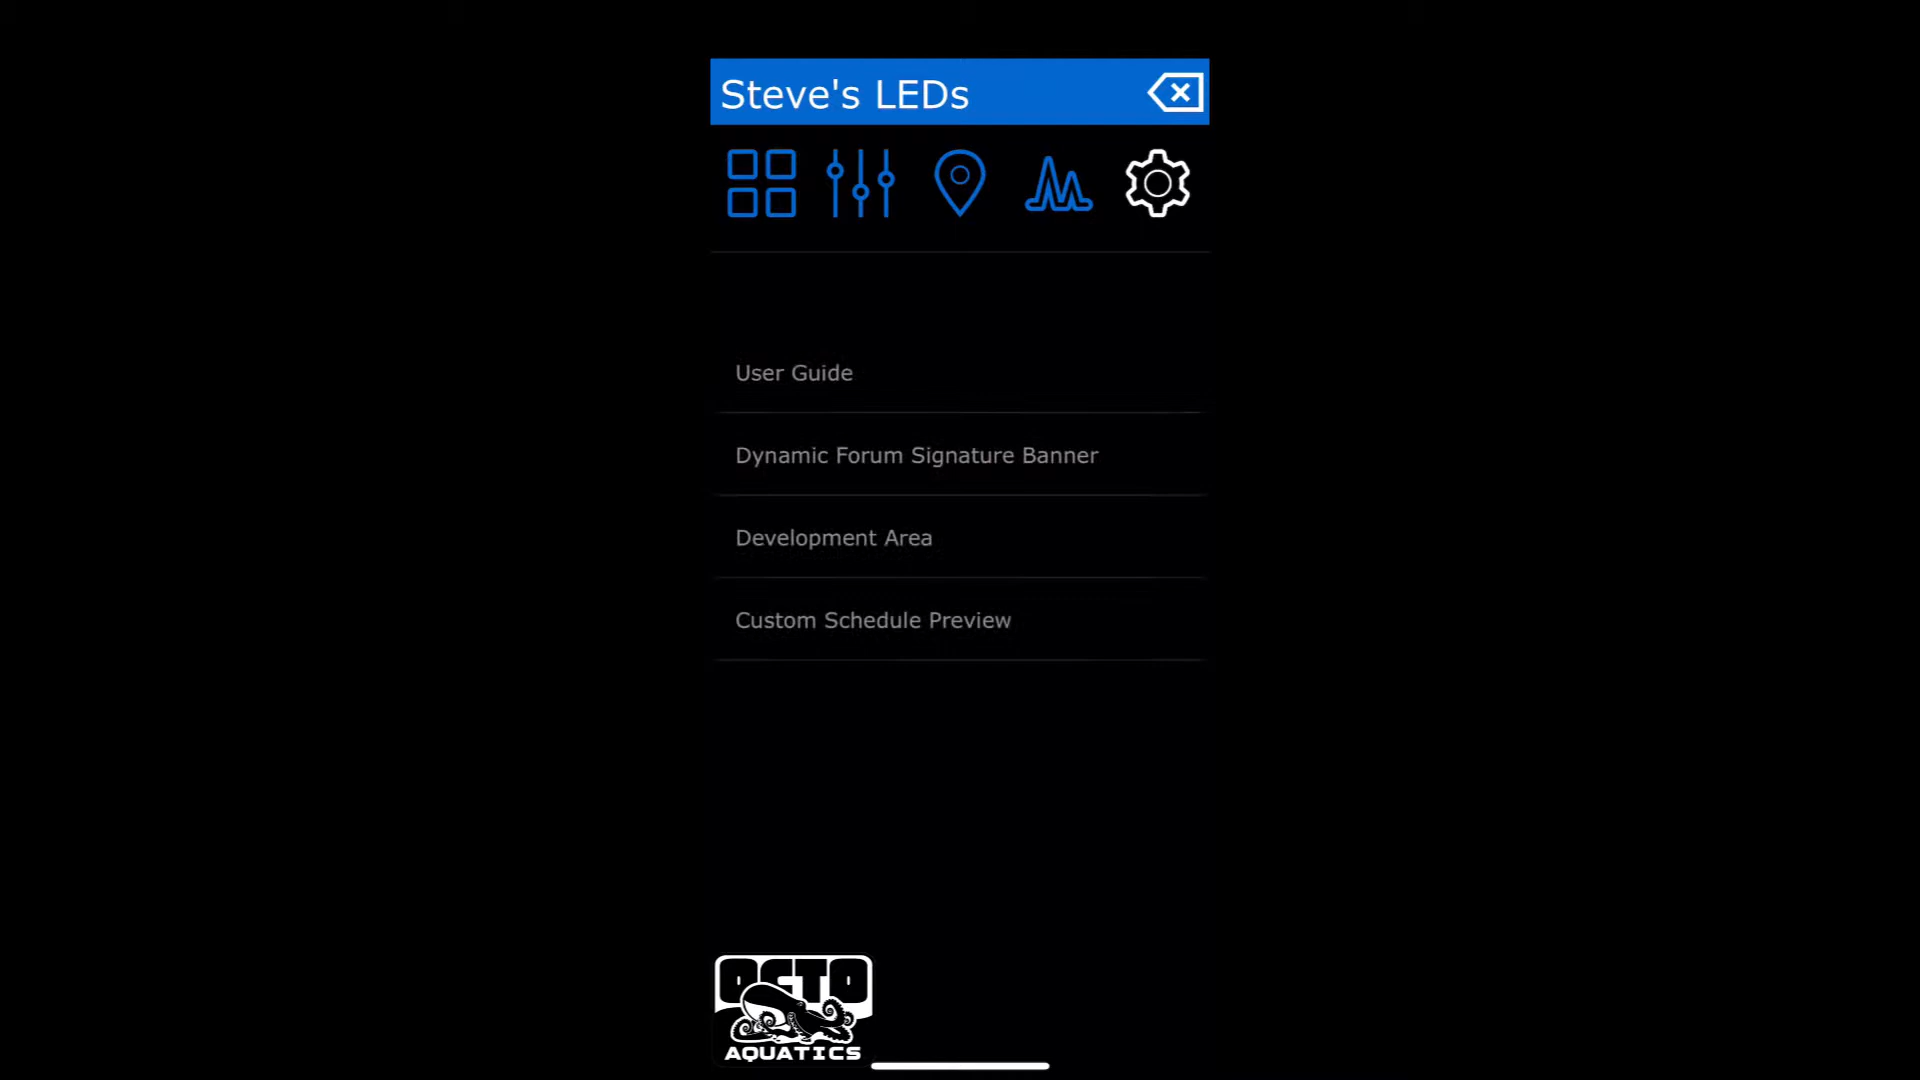 Steve's LEDs
User Guide
Dynamic Forum Signature Banner
Development Area
Custom Schedule Preview
OCTO
AQUATICS